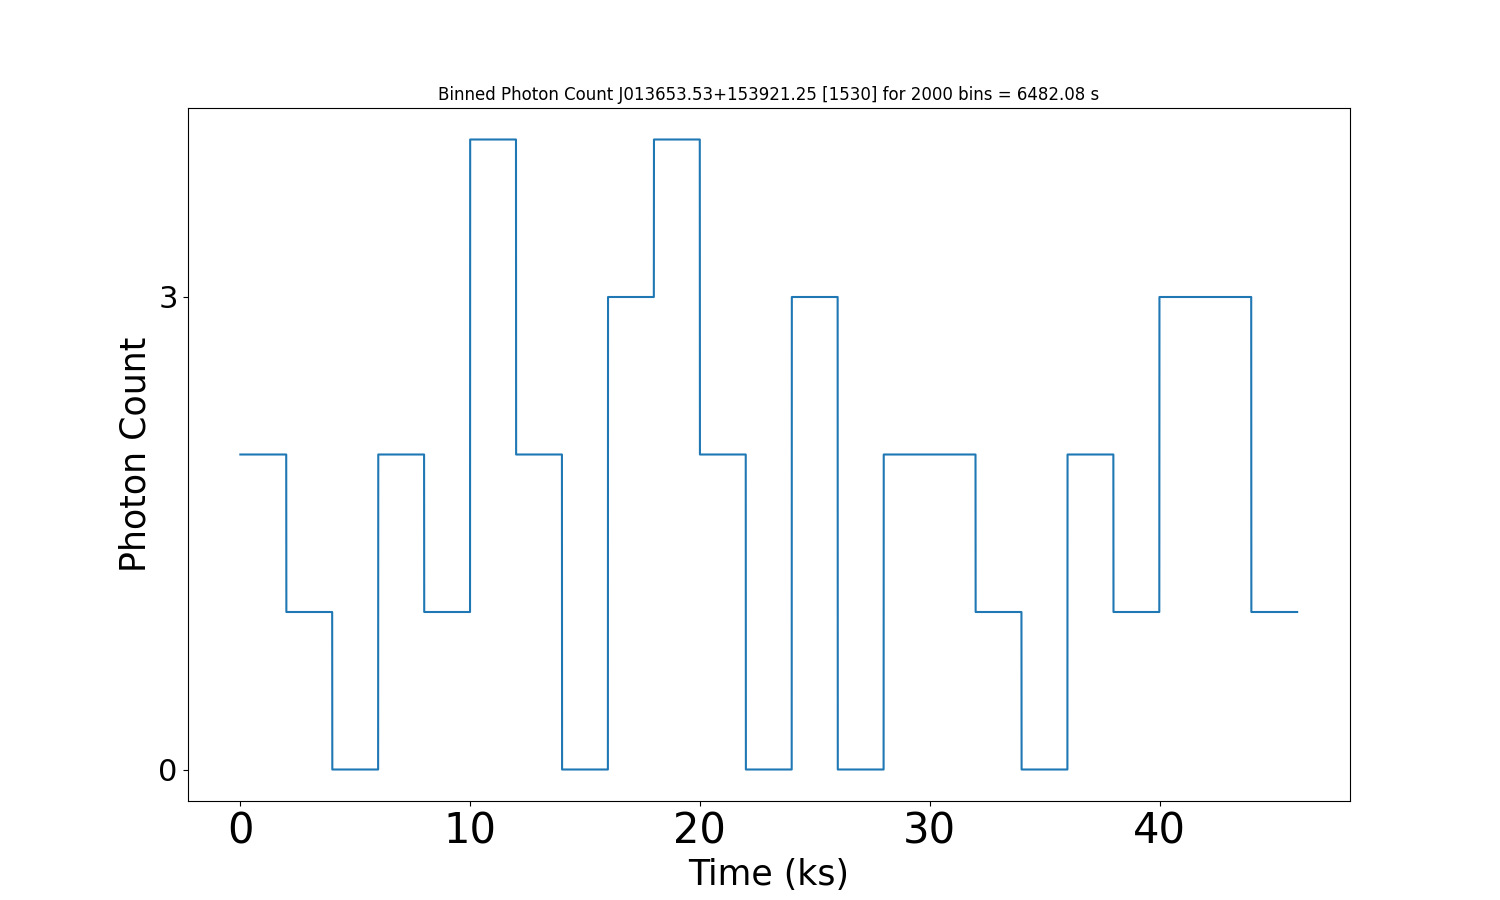 Binned Photon Count J013653.53+153921.25 [1530] for 2000 bins = 6482.08 s
3
Photon Count
0
0 10 20 30 40
Time (ks)